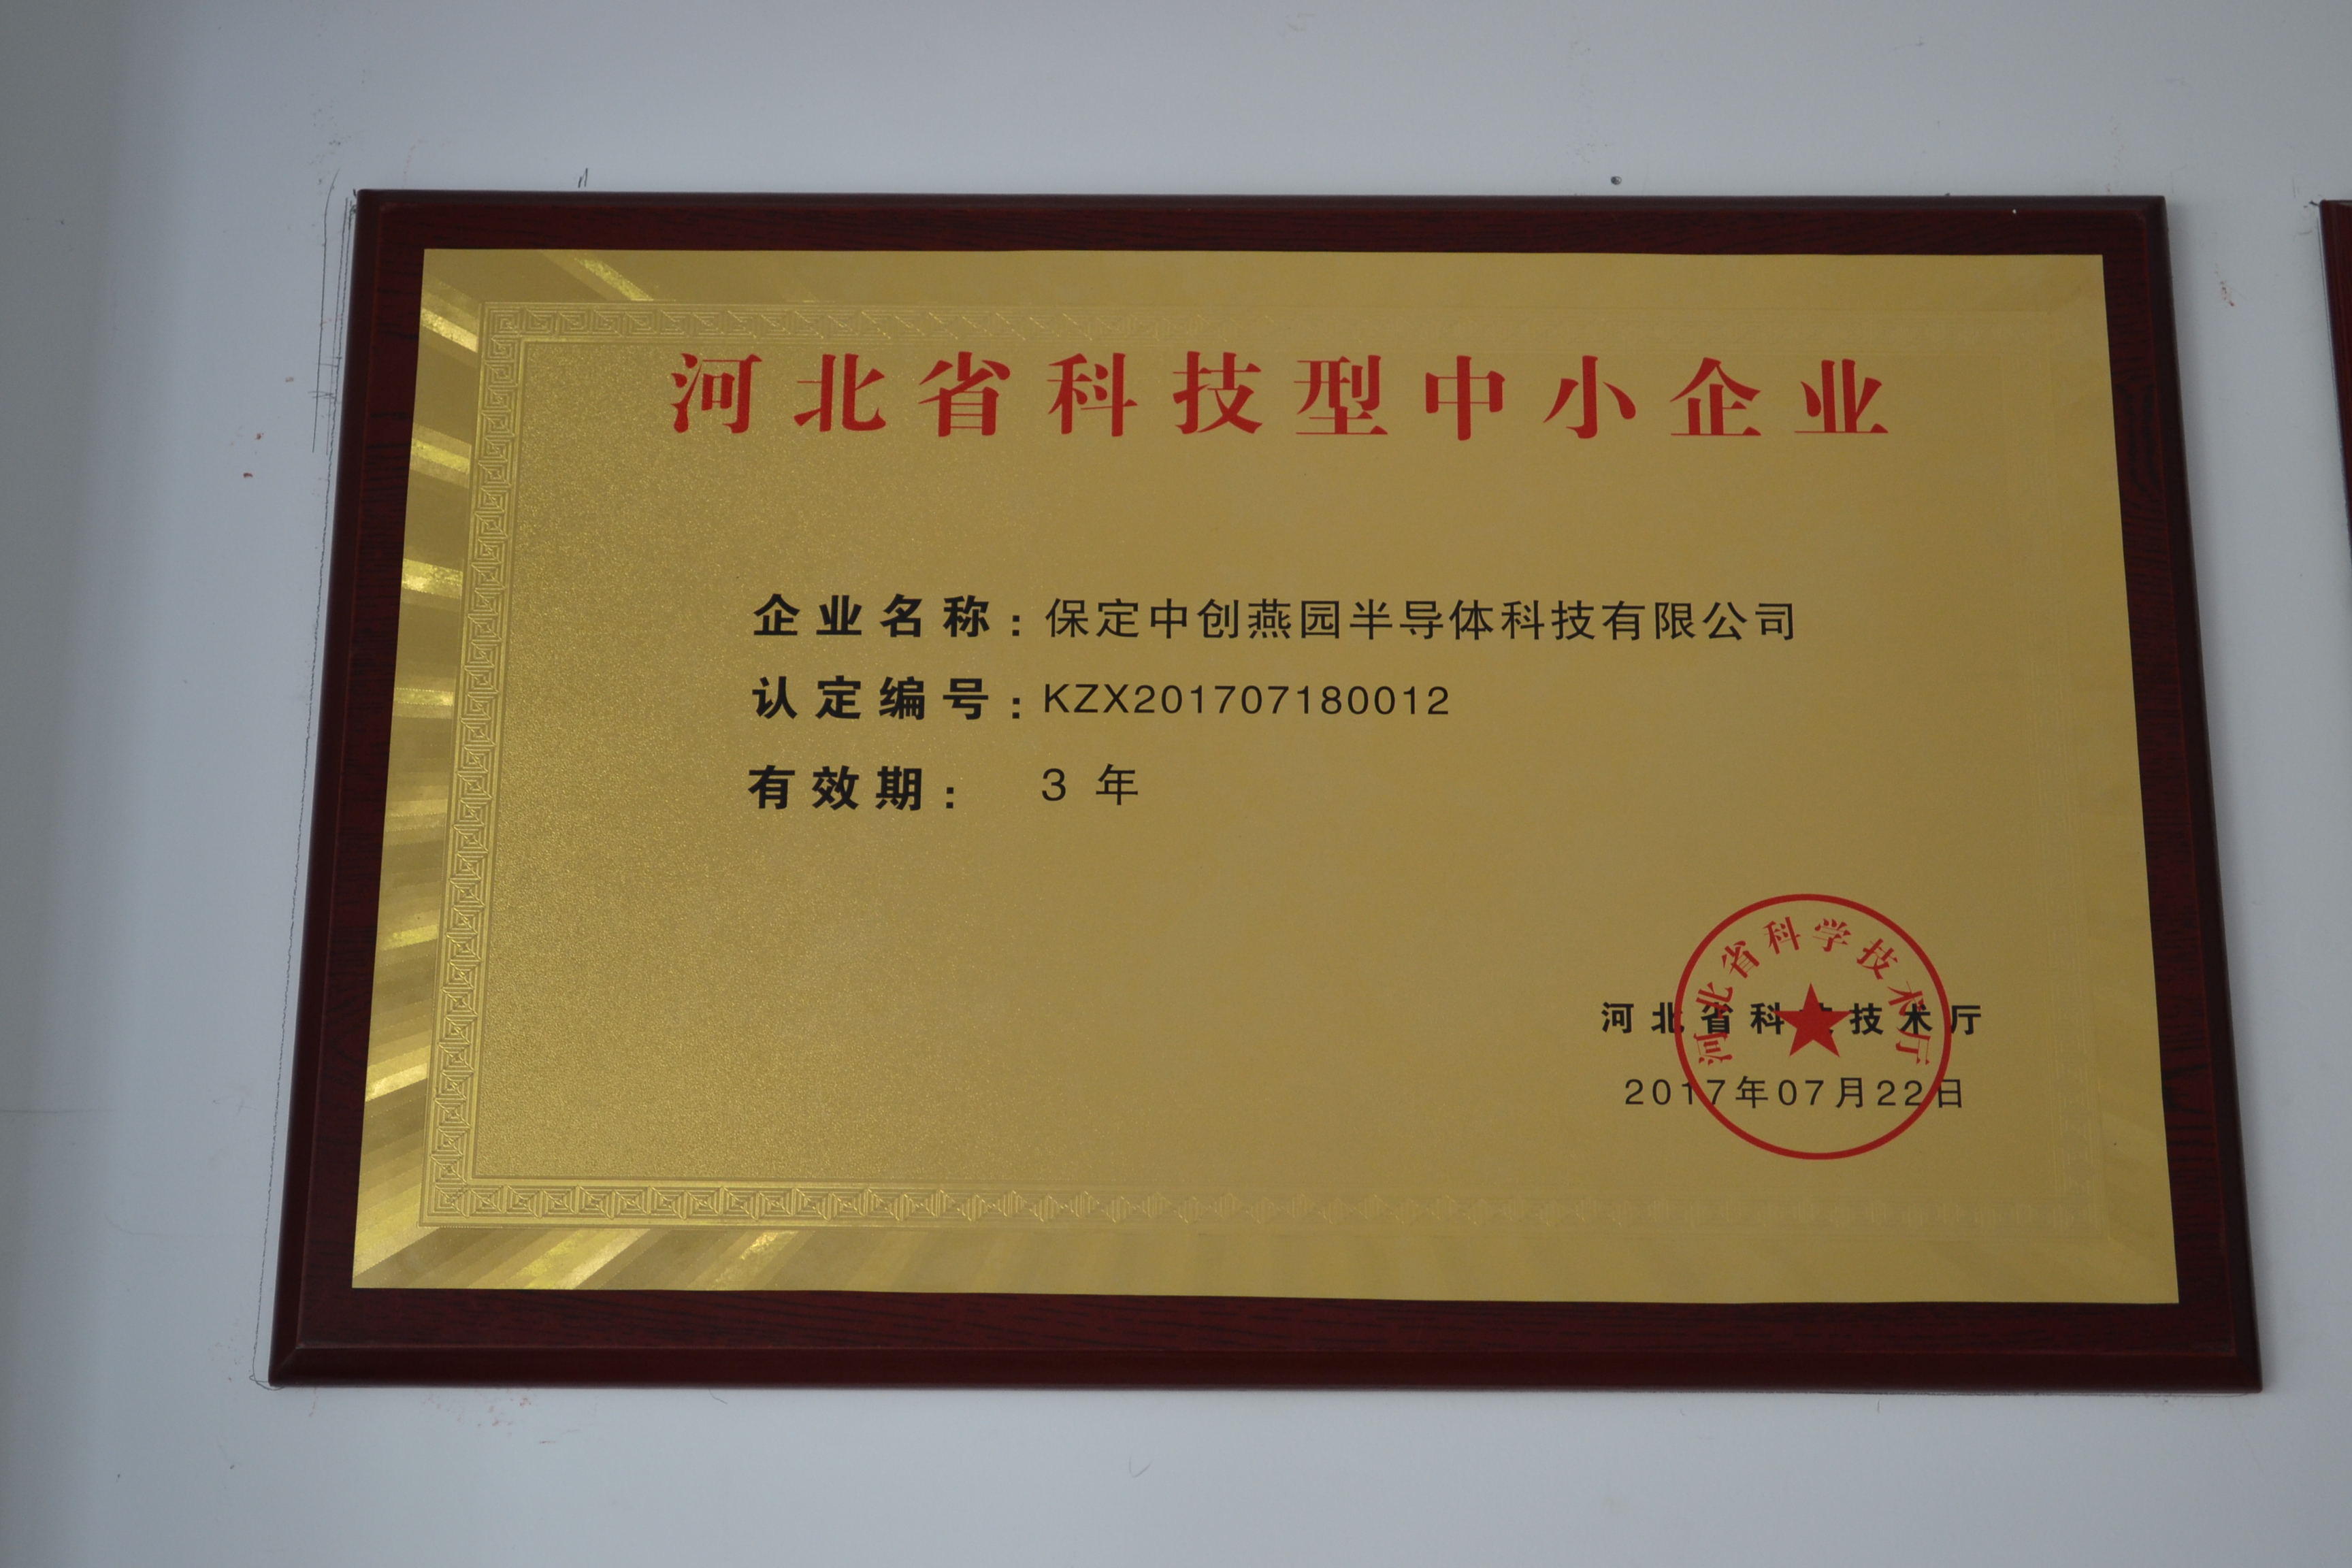 河北省科技型中小企业
企业名称：保定中创燕园半导体科技有限公司
认定编号：KZX201707180012
有效期： 3 年
河北省科学技术厅
河北省科学技术厅
2017年07月22日